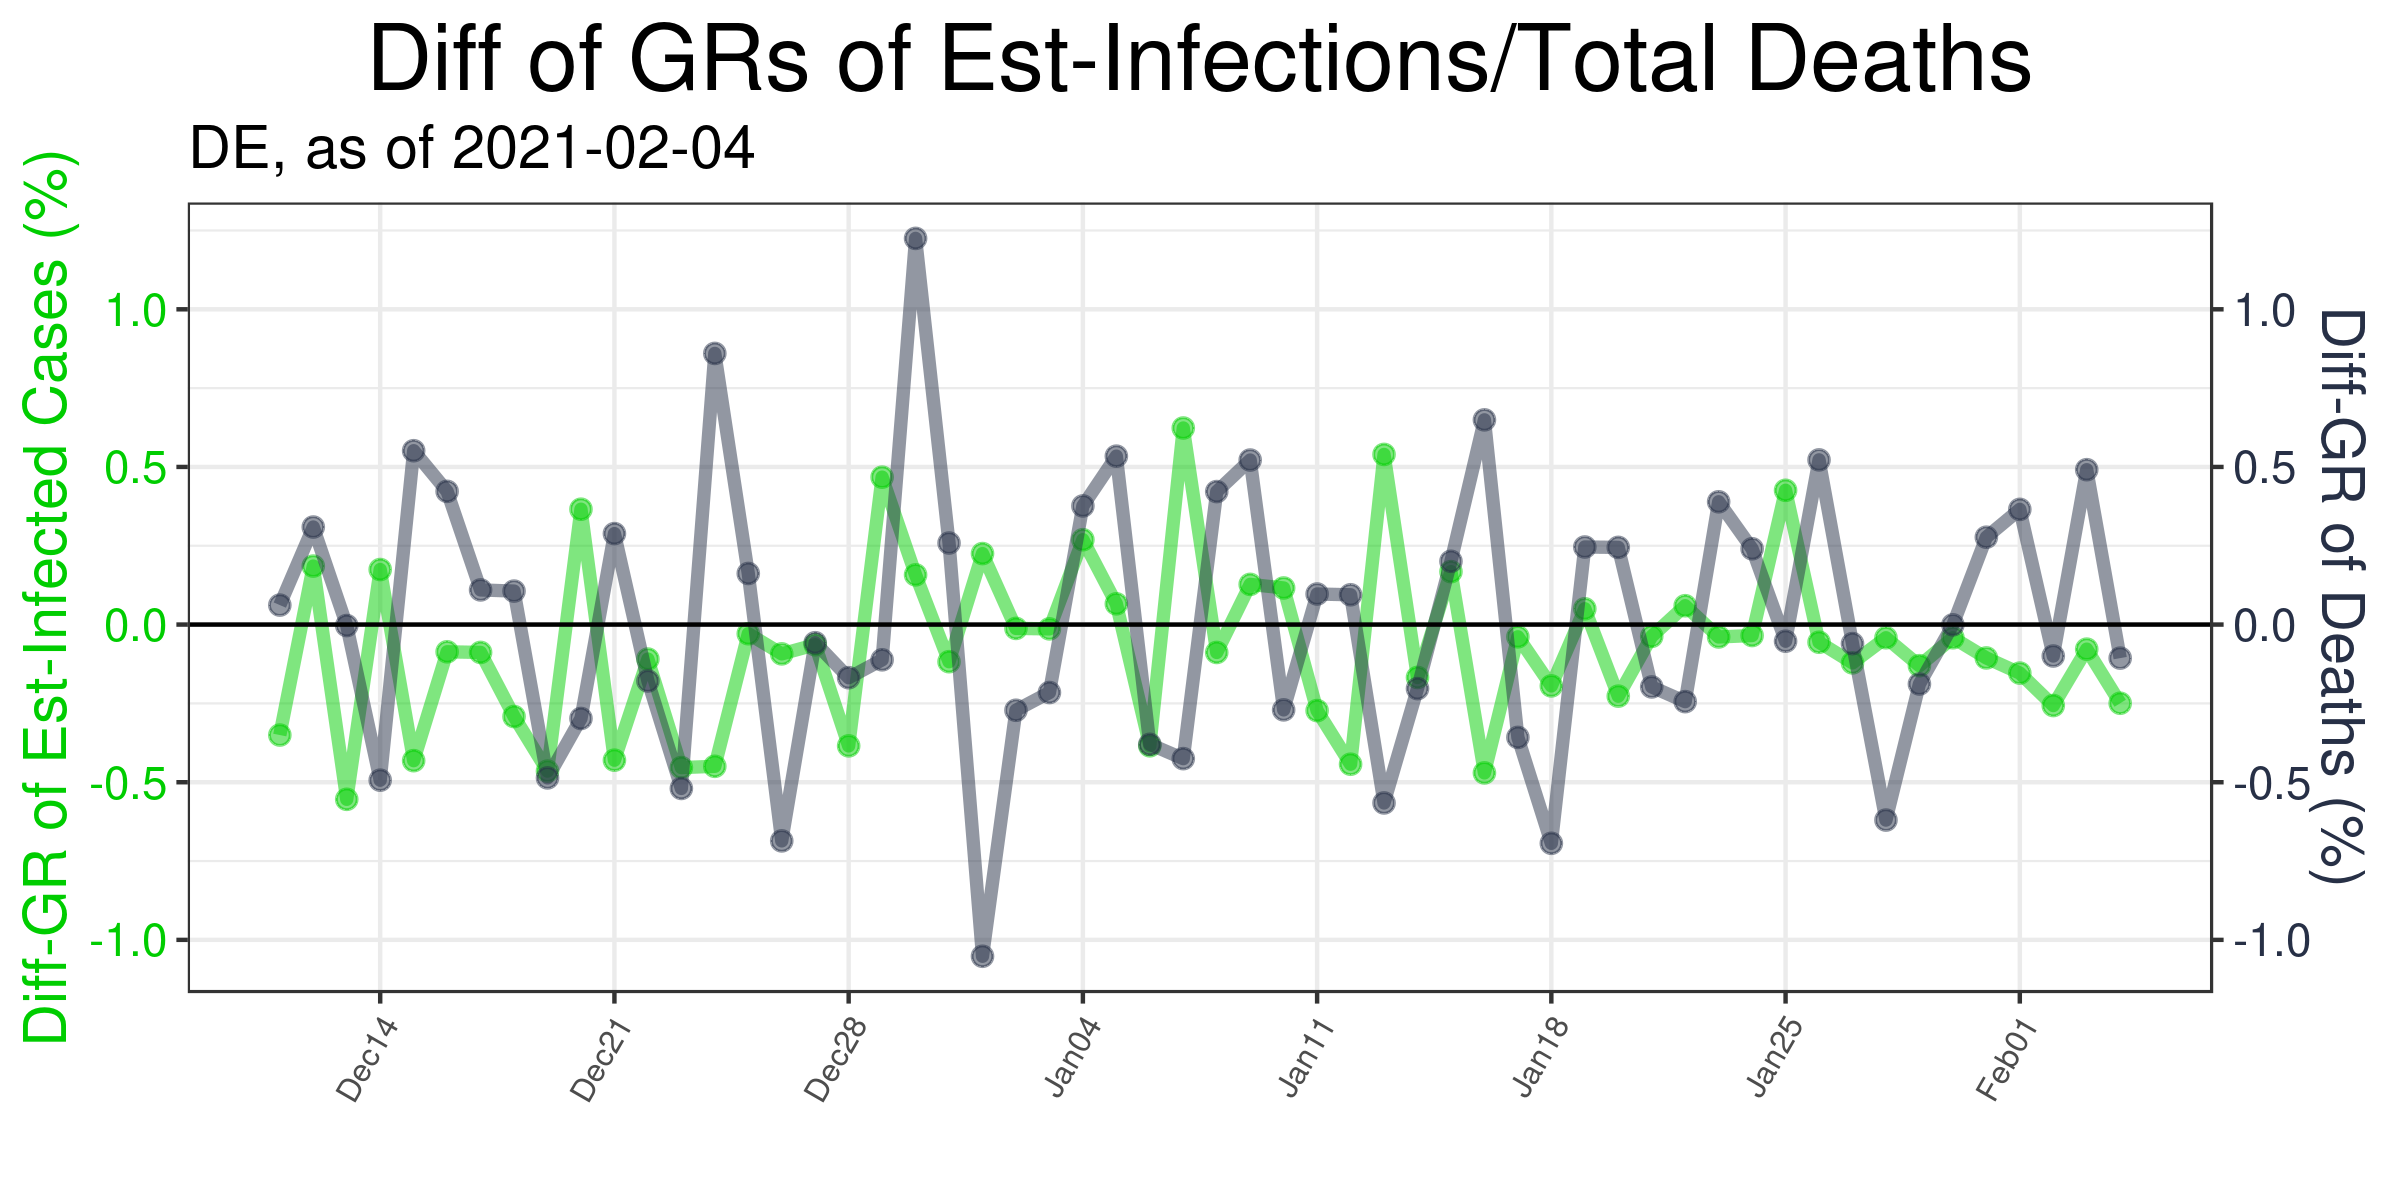 Diff of GRs of Est-Infections/Total Deaths
DE, as of 2021-02-04
Diff-GR of Est-Infected Cases (%)
1.0
0.5
0.0
-0.5
-1.0
1.0
0.5
0.0
-0.5
-1.0
Diff-GR of Deaths (%)
Dec14
Dec21
Dec28
Jan04
Jan11
Jan18
Jan25
Feb01